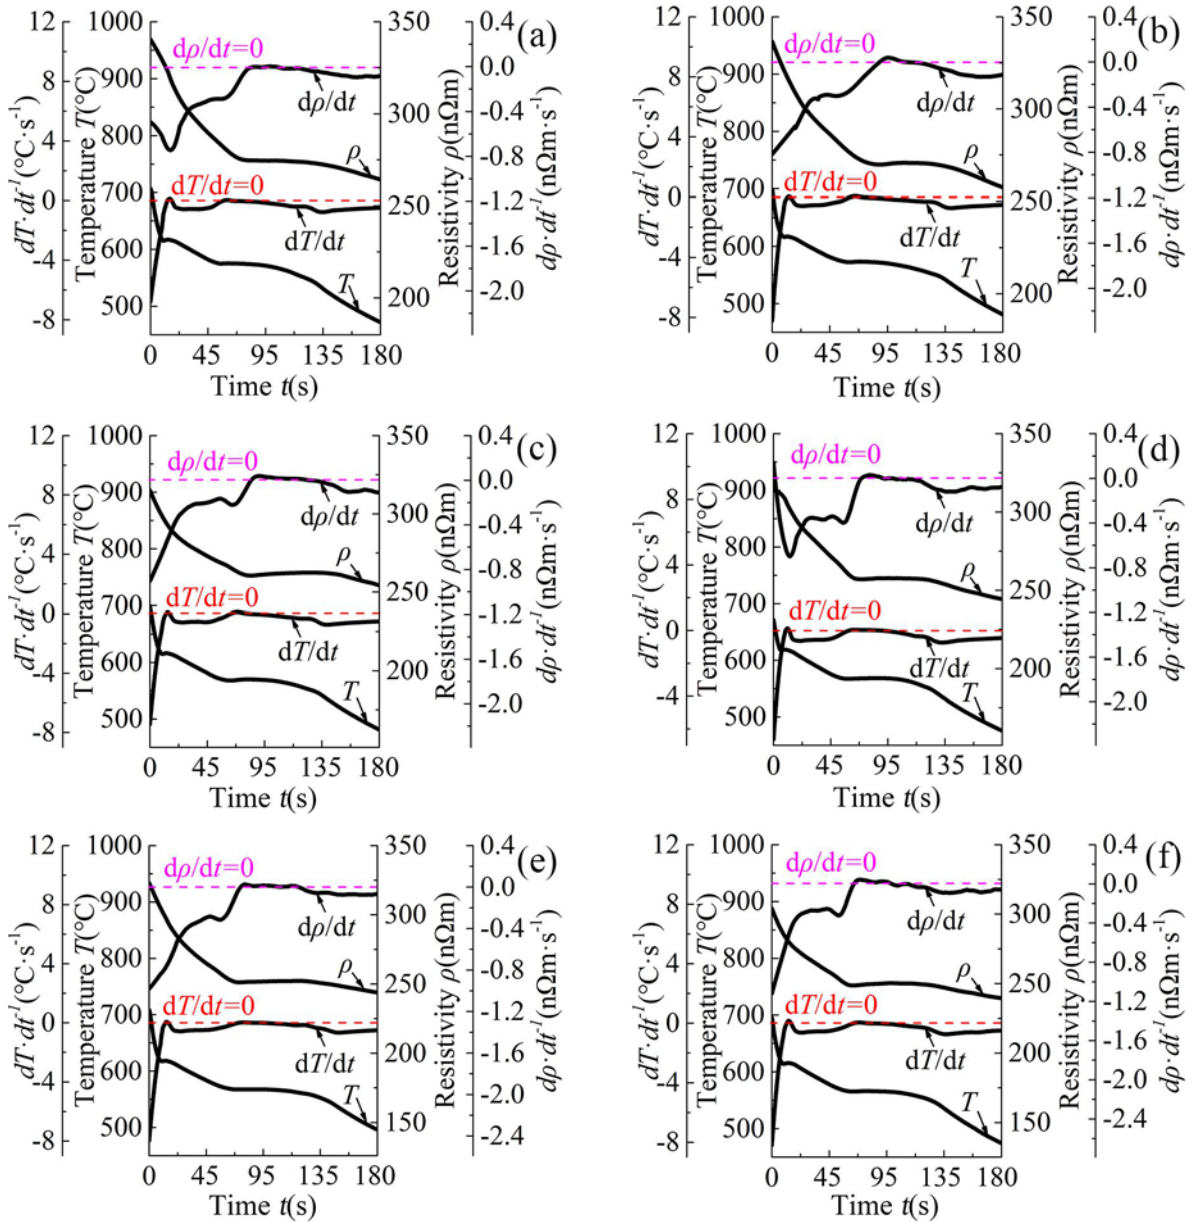 (a)
dρ/dt=0
dρ/dt
ρ
dT/dt=0
dT/dt
T
12
8
4
0
-4
-8
dT·dt⁻¹(°C·s⁻¹)
1000
900
800
700
600
500
Temperature T(°C)
350
300
250
200
Resistivity ρ(nΩm)
0.4
0.0
-0.4
-0.8
-1.2
-1.6
-2.0
dρ·dt⁻¹(nΩm·s⁻¹)
0 45 95 135 180
Time t(s)
(b)
dρ/dt=0
dρ/dt
ρ
dT/dt=0
dT/dt
T
12
8
4
0
-4
-8
dT·dt⁻¹(°C·s⁻¹)
1000
900
800
700
600
500
Temperature T(°C)
350
300
250
200
Resistivity ρ(nΩm)
0.4
0.0
-0.4
-0.8
-1.2
-1.6
-2.0
dρ·dt⁻¹(nΩm·s⁻¹)
0 45 95 135 180
Time t(s)
(c)
dρ/dt=0
dρ/dt
ρ
dT/dt=0
dT/dt
T
12
8
4
0
-4
-8
dT·dt⁻¹(°C·s⁻¹)
1000
900
800
700
600
500
Temperature T(°C)
350
300
250
200
Resistivity ρ(nΩm)
0.4
0.0
-0.4
-0.8
-1.2
-1.6
-2.0
dρ·dt⁻¹(nΩm·s⁻¹)
0 45 95 135 180
Time t(s)
(d)
dρ/dt=0
dρ/dt
ρ
dT/dt=0
dT/dt
T
12
8
4
0
-4
dT·dt⁻¹(°C·s⁻¹)
1000
900
800
700
600
500
Temperature T(°C)
350
300
250
200
Resistivity ρ(nΩm)
0.4
0.0
-0.4
-0.8
-1.2
-1.6
-2.0
dρ·dt⁻¹(nΩm·s⁻¹)
0 45 95 135 180
Time t(s)
(e)
dρ/dt=0
dρ/dt
ρ
dT/dt=0
dT/dt
T
12
8
4
0
-4
-8
dT·dt⁻¹(°C·s⁻¹)
1000
900
800
700
600
500
Temperature T(°C)
350
300
250
200
150
Resistivity ρ(nΩm)
0.4
0.0
-0.4
-0.8
-1.2
-1.6
-2.0
-2.4
dρ·dt⁻¹(nΩm·s⁻¹)
0 45 95 135 180
Time t(s)
(f)
dρ/dt=0
dρ/dt
ρ
dT/dt=0
dT/dt
T
12
8
4
0
-4
-8
dT·dt⁻¹(°C·s⁻¹)
1000
900
800
700
600
500
Temperature T(°C)
350
300
250
200
150
Resistivity ρ(nΩm)
0.4
0.0
-0.4
-0.8
-1.2
-1.6
-2.0
-2.4
dρ·dt⁻¹(nΩm·s⁻¹)
0 45 95 135 180
Time t(s)